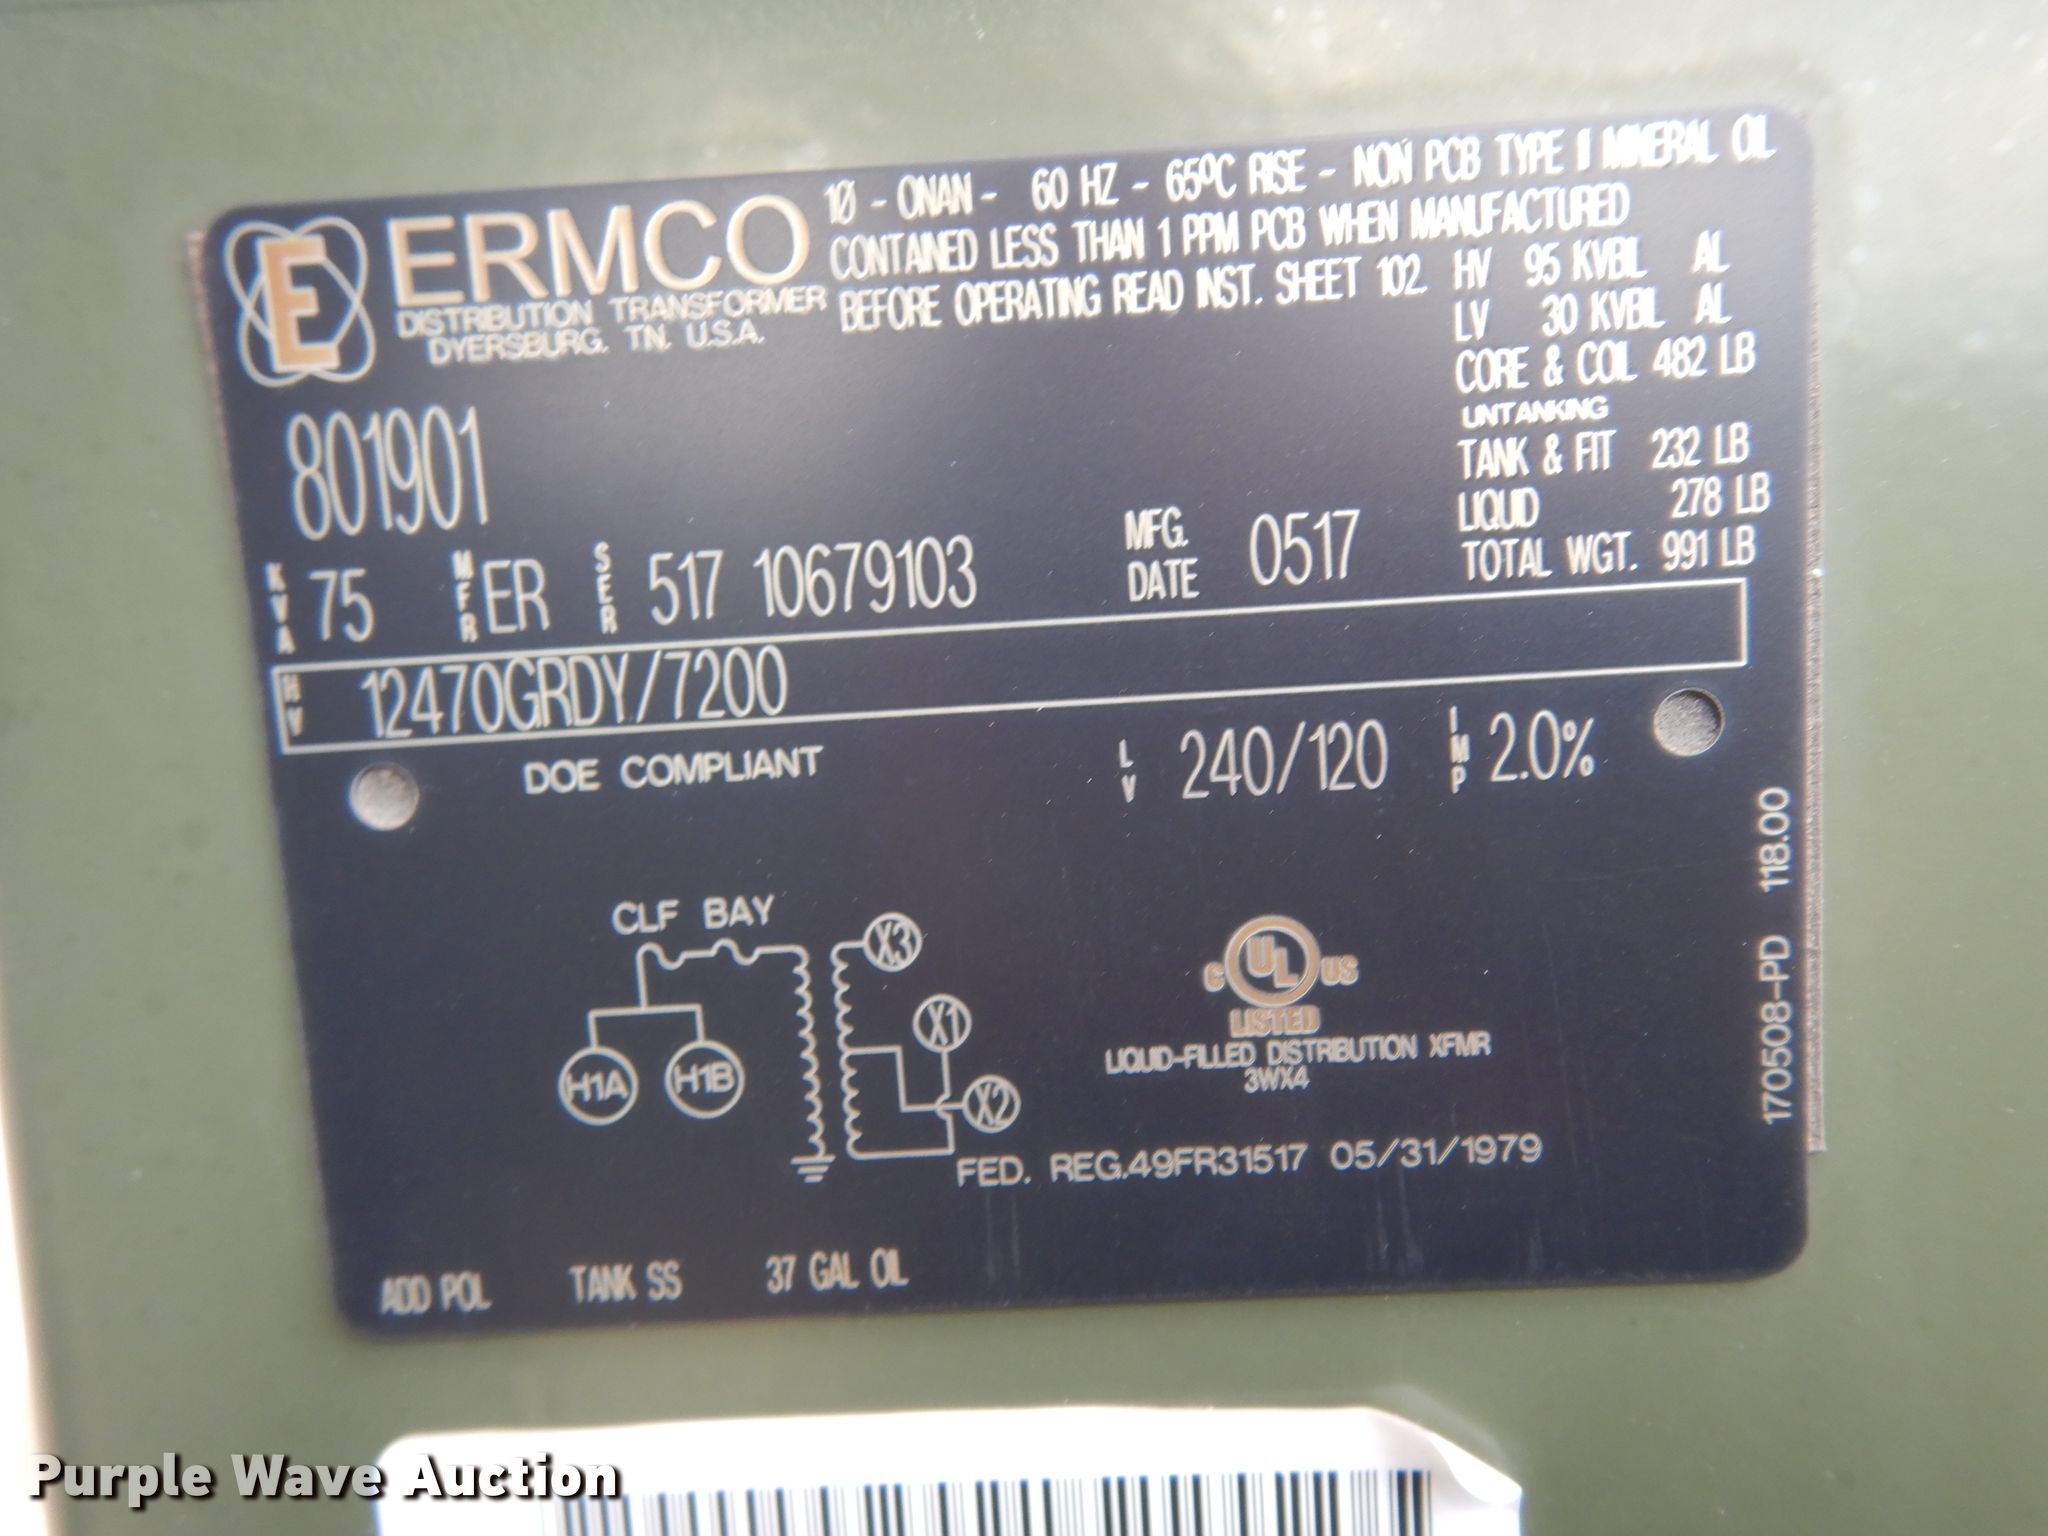 E ERMCO
DISTRIBUTION TRANSFORMER
DYERSBURG. TN. U.S.A.
1Ø - ONAN - 60 HZ - 65ºC RISE - NON PCB TYPE II MINERAL OIL
CONTAINED LESS THAN 1 PPM PCB WHEN MANUFACTURED
BEFORE OPERATING READ INST. SHEET 102.
HV 95 KVBIL AL
LV 30 KVBIL AL
CORE & COIL 482 LB
UNTANKING
TANK & FIT 232 LB
LIQUID 278 LB
TOTAL WGT. 991 LB
801901
KVA 75 MFR ER SER 517 10679103
MFG. DATE 0517
HV 12470GRDY/7200
DOE COMPLIANT
LV 240/120 IMP 2.0%
CLF BAY
X3
X1
H1A H1B
X2
C UL US
LISTED
LIQUID-FILLED DISTRIBUTION XFMR
3WX4
FED. REG.49FR31517 05/31/1979
170508-PD 118.00
ADD POL TANK SS 37 GAL OIL
Purple Wave Auction